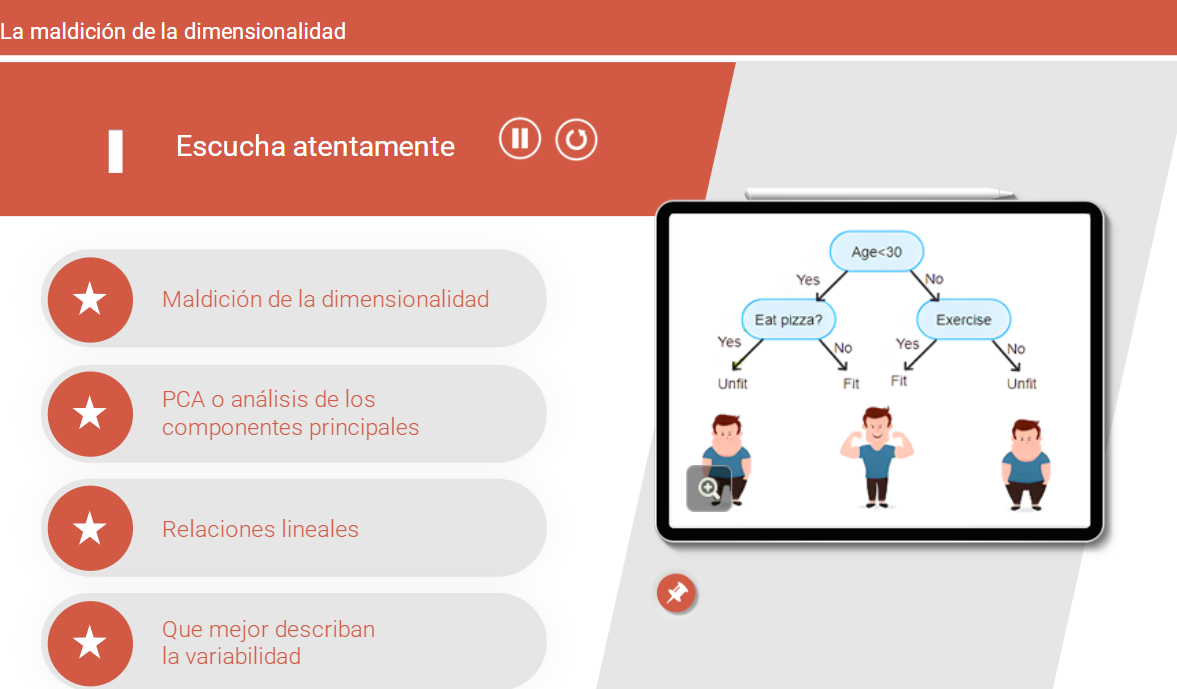 La maldición de la dimensionalidad
Escucha atentamente
Maldición de la dimensionalidad
PCA o análisis de los
componentes principales
Relaciones lineales
Que mejor describan
la variabilidad
Age<30
Yes
No
Eat pizza?
Exercise
Yes
No
Yes
No
Unfit
Fit
Fit
Unfit